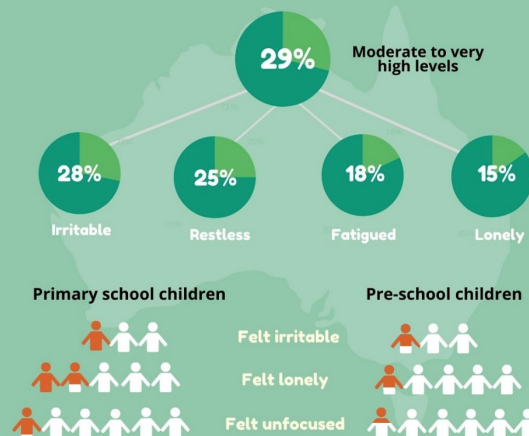 29%
Moderate to very
high levels
28%
25%
18%
15%
Irritable
Restless
Fatigued
Lonely
Primary school children
Pre-school children
Felt irritable
Felt lonely
Felt unfocused